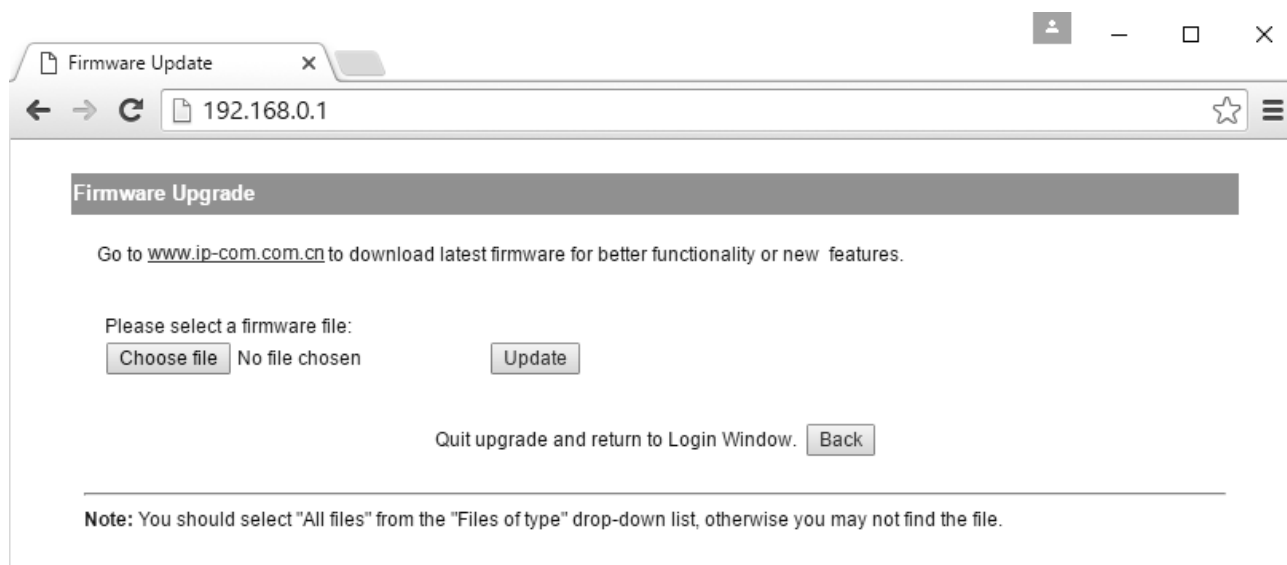 Firmware Update
192.168.0.1
Firmware Upgrade
Go to www.ip-com.com.cn to download latest firmware for better functionality or new features.
Please select a firmware file:
Choose file No file chosen Update
Quit upgrade and return to Login Window. Back
Note: You should select "All files" from the "Files of type" drop-down list, otherwise you may not find the file.